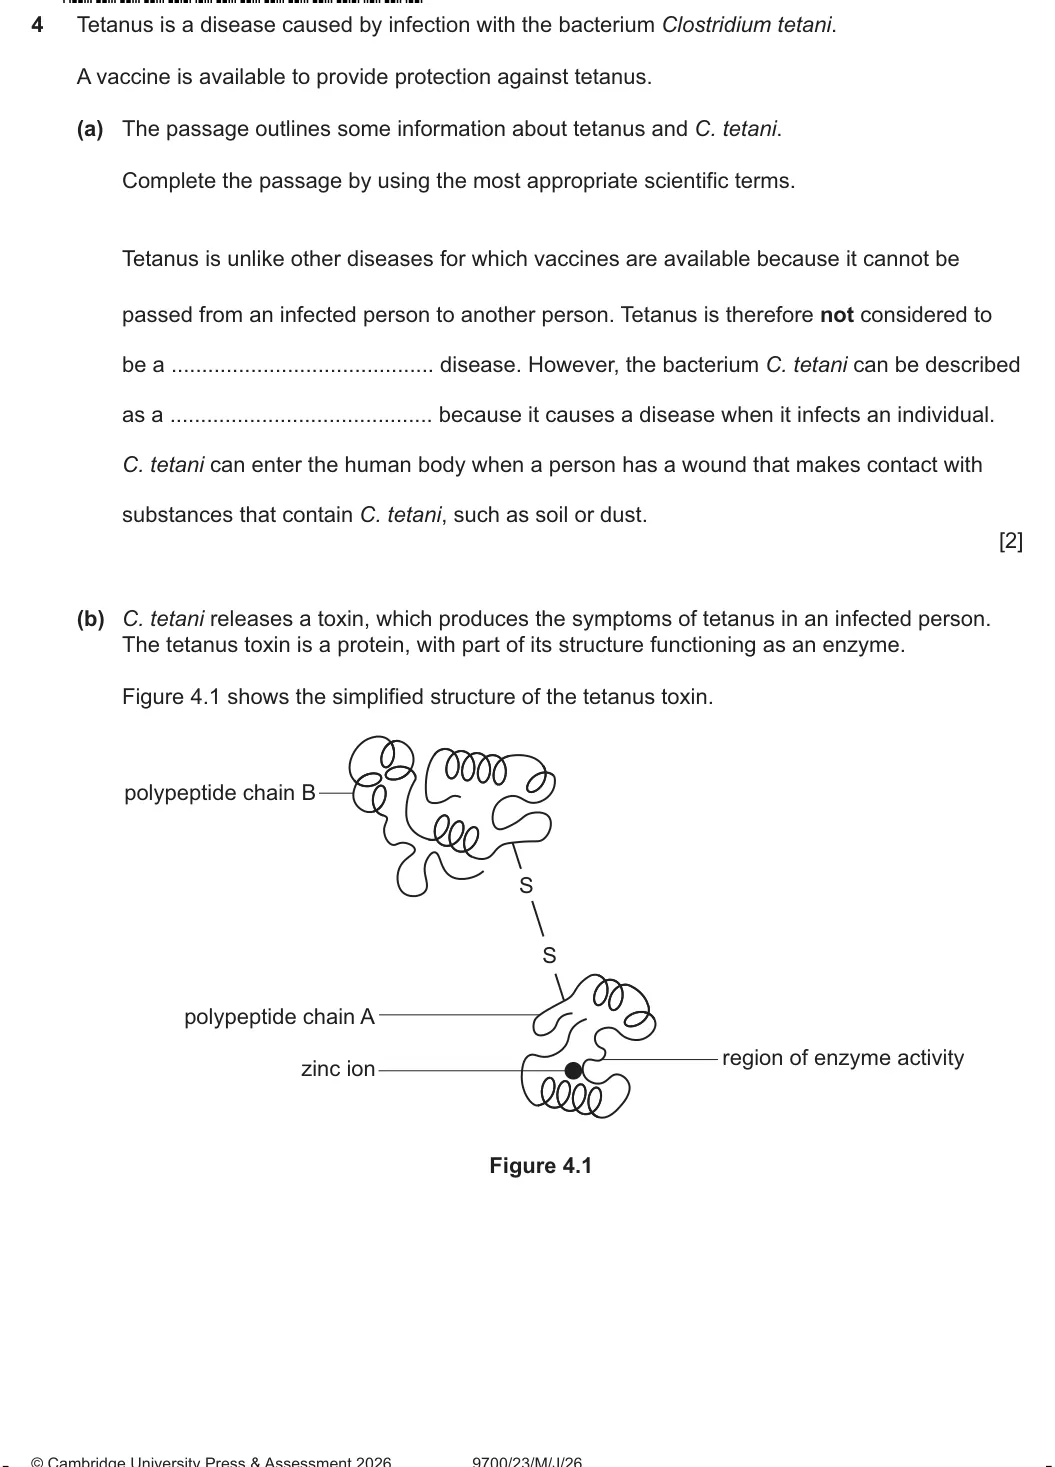 4 Tetanus is a disease caused by infection with the bacterium Clostridium tetani.
A vaccine is available to provide protection against tetanus.
(a) The passage outlines some information about tetanus and C. tetani.
Complete the passage by using the most appropriate scientific terms.
Tetanus is unlike other diseases for which vaccines are available because it cannot be
passed from an infected person to another person. Tetanus is therefore not considered to
be a ........................................... disease. However, the bacterium C. tetani can be described
as a ........................................... because it causes a disease when it infects an individual.
C. tetani can enter the human body when a person has a wound that makes contact with
substances that contain C. tetani, such as soil or dust.
[2]
(b) C. tetani releases a toxin, which produces the symptoms of tetanus in an infected person.
The tetanus toxin is a protein, with part of its structure functioning as an enzyme.
Figure 4.1 shows the simplified structure of the tetanus toxin.
polypeptide chain B
S
S
polypeptide chain A
region of enzyme activity
zinc ion
Figure 4.1
© Cambridge University Press & Assessment 2026 9700/23/M/J/26